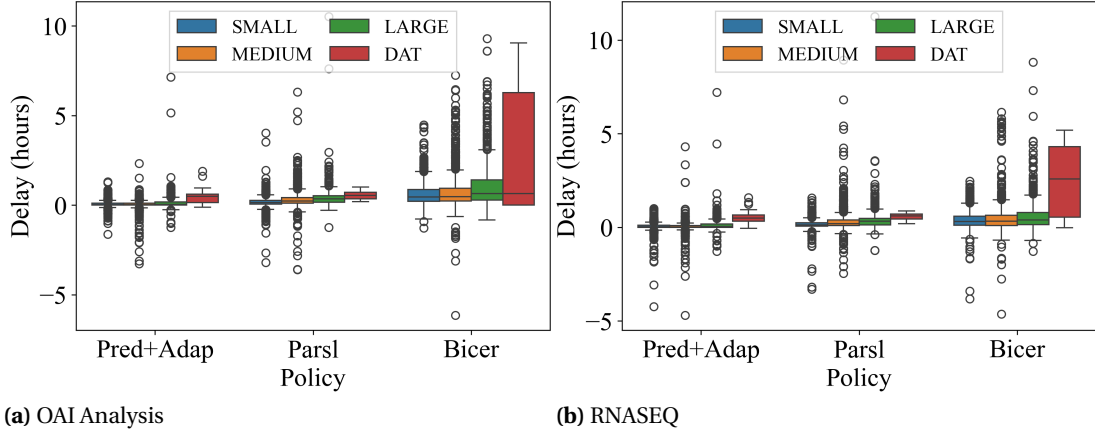 10
5
0
−5
Delay (hours)
SMALL
MEDIUM
LARGE
DAT
Pred+Adap
Parsl
Bicer
Policy
(a) OAI Analysis
10
5
0
−5
Delay (hours)
SMALL
MEDIUM
LARGE
DAT
Pred+Adap
Parsl
Bicer
Policy
(b) RNASEQ